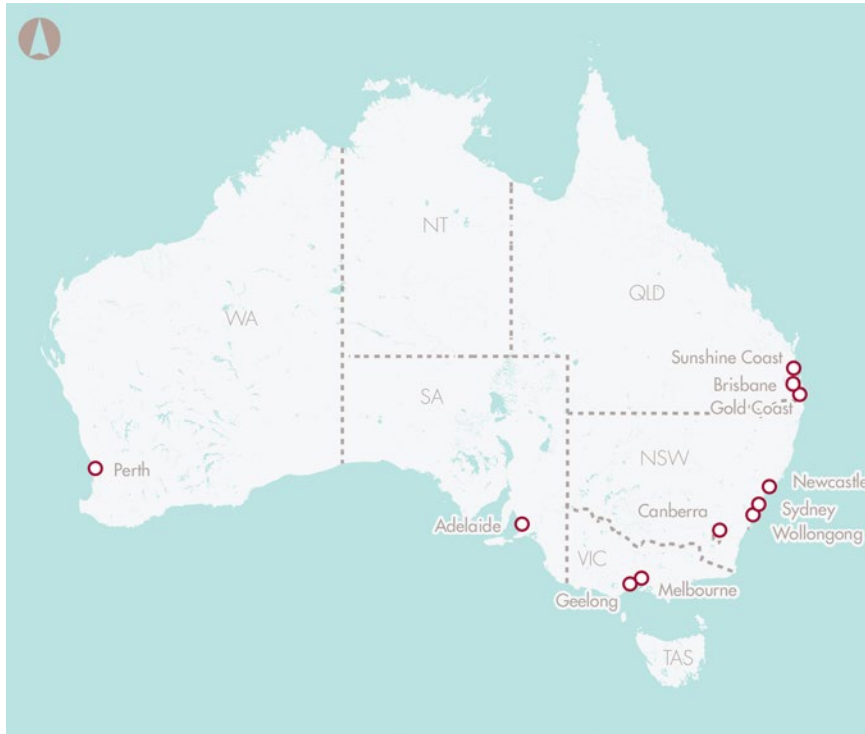 NT
QLD
WA
Sunshine Coast
Brisbane
SA
Gold Coast
NSW
Perth
Newcastle
Canberra
Sydney
Adelaide
Wollongong
VIC
Melbourne
Geelong
TAS